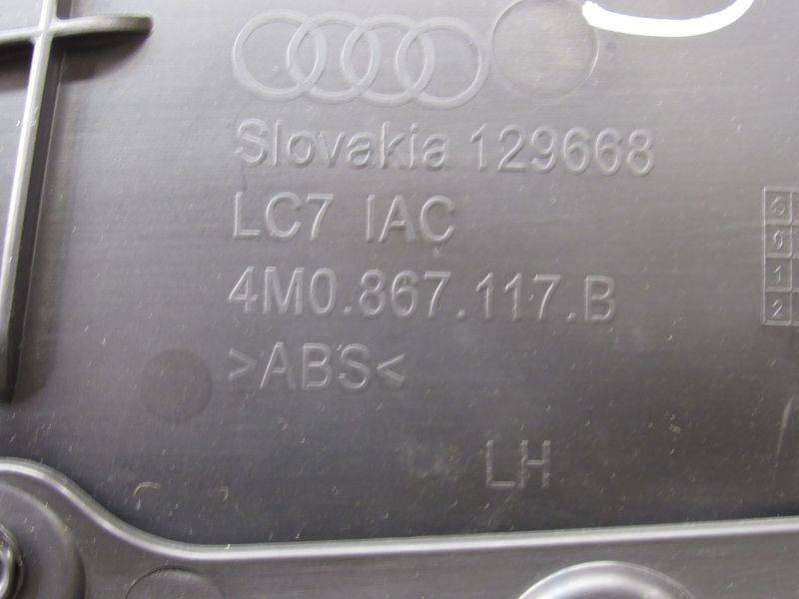 Slovakia 129668
LC7 IAC
4M0.867.117.B
>ABS<
LH